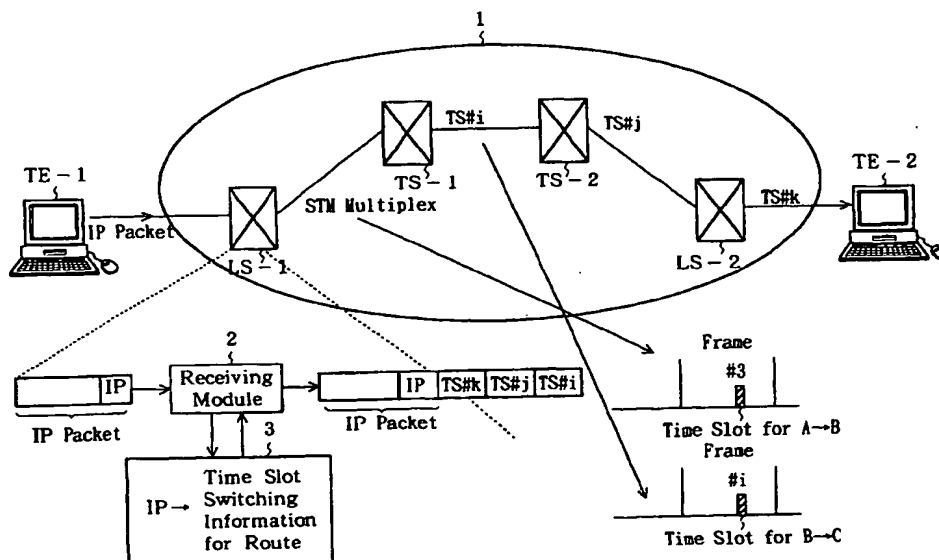 1
TE-1
IP Packet
LS-1
STM Multiplex
TS-1
TS#i
TS-2
TS#j
LS-2
TS#k
TE-2
IP
IP Packet
2
Receiving
Module
IP TS#k TS#j TS#i
IP Packet
3
IP→ Time Slot
Switching
Information
for Route
Frame
#3
Time Slot for A→B
Frame
#i
Time Slot for B→C